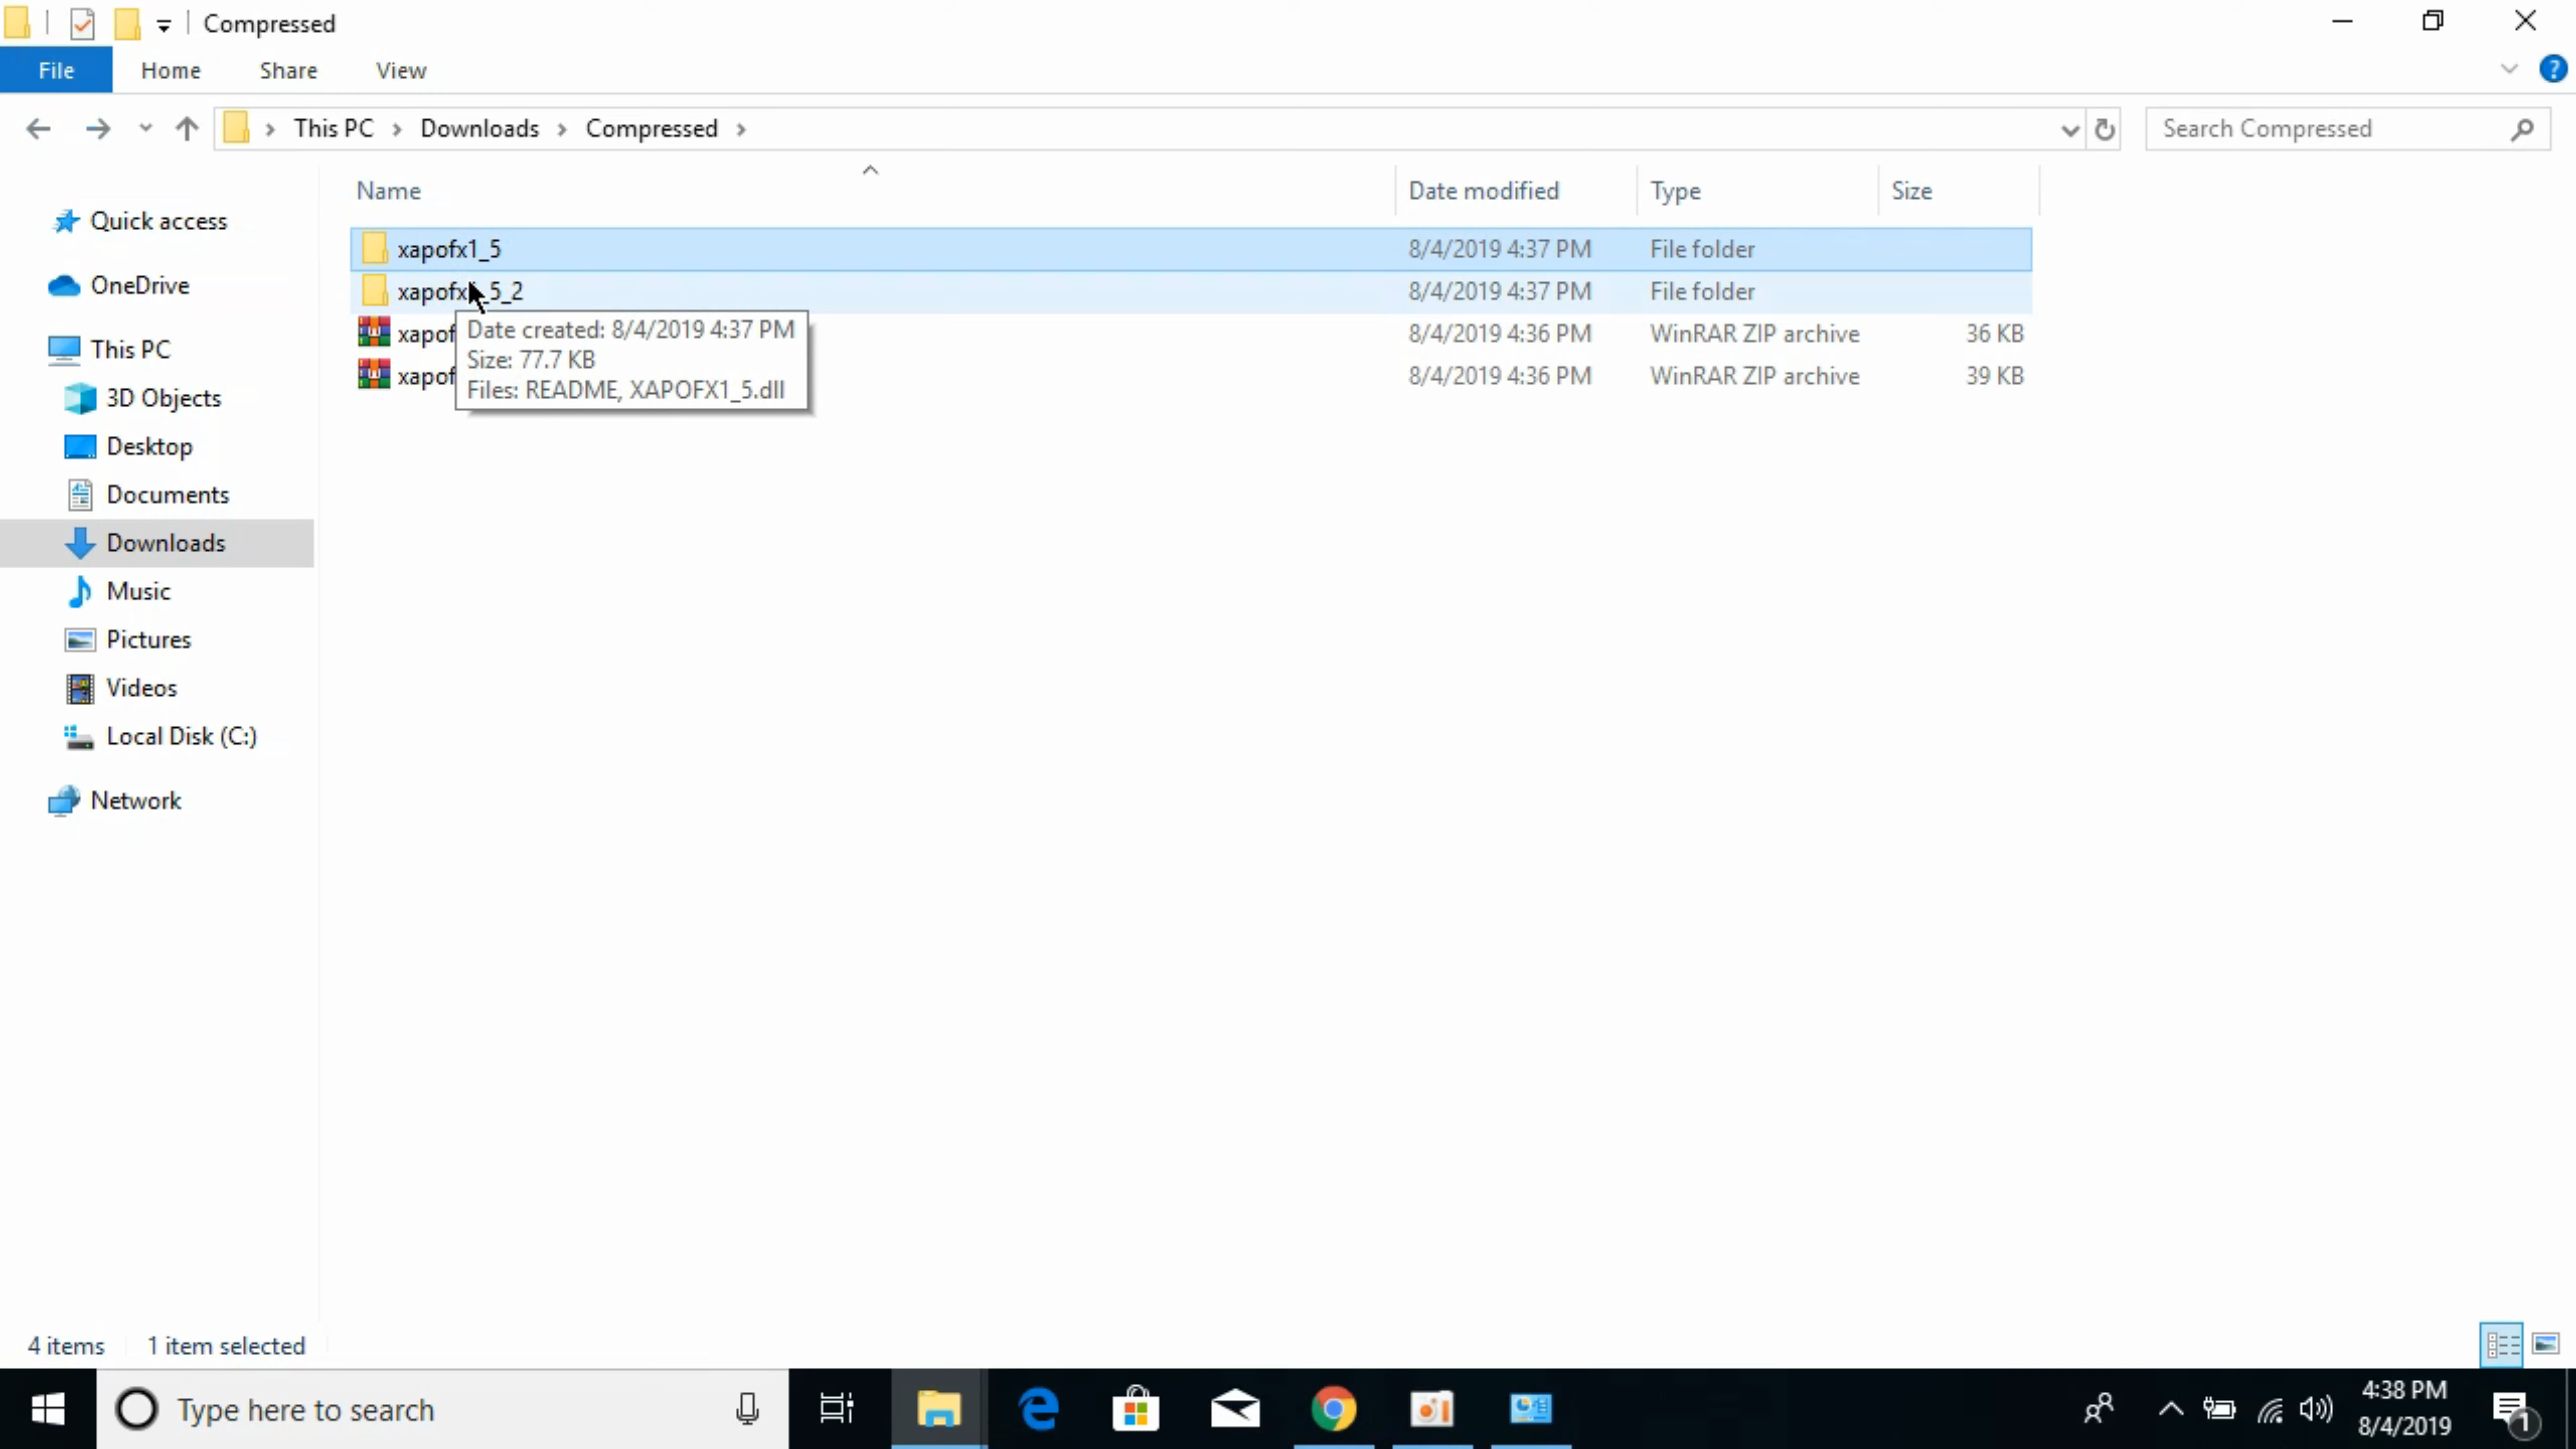 Compressed
File Home Share View
This PC Downloads Compressed
Search Compressed
Name Date modified Type Size
Quick access
OneDrive
This PC
3D Objects
Desktop
Documents
Downloads
Music
Pictures
Videos
Local Disk (C:)
Network
xapofx1_5 8/4/2019 4:37 PM File folder
xapofx _5_2 8/4/2019 4:37 PM File folder
xapof 8/4/2019 4:36 PM WinRAR ZIP archive 36 KB
xapof 8/4/2019 4:36 PM WinRAR ZIP archive 39 KB
Date created: 8/4/2019 4:37 PM
Size: 77.7 KB
Files: README, XAPOFX1_5.dll
4 items 1 item selected
Type here to search
4:38 PM
8/4/2019
1